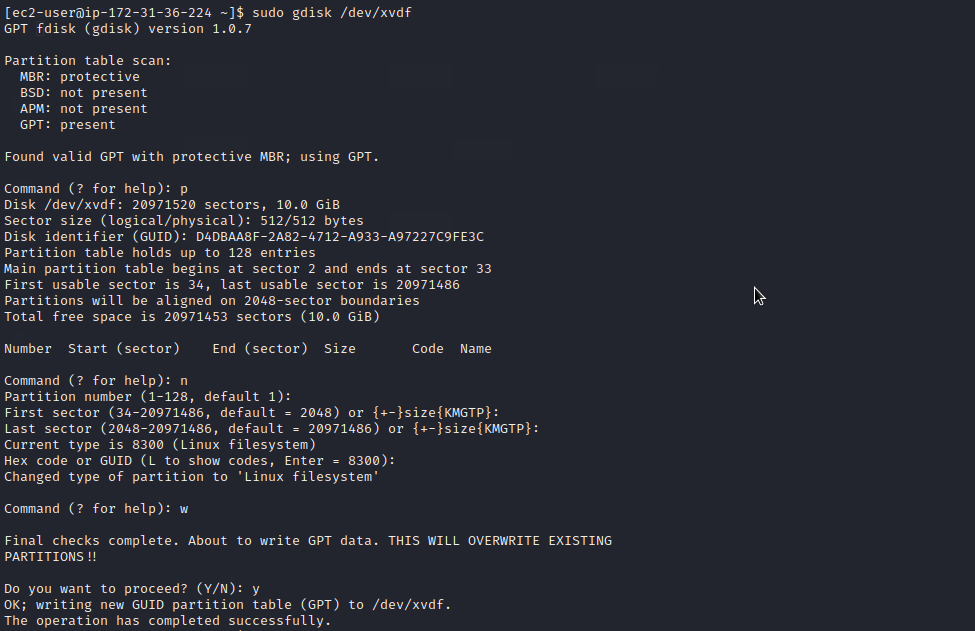 [ec2-user@ip-172-31-36-224 ~]$ sudo gdisk /dev/xvdf
GPT fdisk (gdisk) version 1.0.7

Partition table scan:
  MBR: protective
  BSD: not present
  APM: not present
  GPT: present

Found valid GPT with protective MBR; using GPT.

Command (? for help): p
Disk /dev/xvdf: 20971520 sectors, 10.0 GiB
Sector size (logical/physical): 512/512 bytes
Disk identifier (GUID): D4DBAA8F-2A82-4712-A933-A97227C9FE3C
Partition table holds up to 128 entries
Main partition table begins at sector 2 and ends at sector 33
First usable sector is 34, last usable sector is 20971486
Partitions will be aligned on 2048-sector boundaries
Total free space is 20971453 sectors (10.0 GiB)

Number  Start (sector)    End (sector)  Size       Code  Name

Command (? for help): n
Partition number (1-128, default 1):
First sector (34-20971486, default = 2048) or {+-}size{KMGTP}:
Last sector (2048-20971486, default = 20971486) or {+-}size{KMGTP}:
Current type is 8300 (Linux filesystem)
Hex code or GUID (L to show codes, Enter = 8300):
Changed type of partition to 'Linux filesystem'

Command (? for help): w

Final checks complete. About to write GPT data. THIS WILL OVERWRITE EXISTING
PARTITIONS!!

Do you want to proceed? (Y/N): y
OK; writing new GUID partition table (GPT) to /dev/xvdf.
The operation has completed successfully.